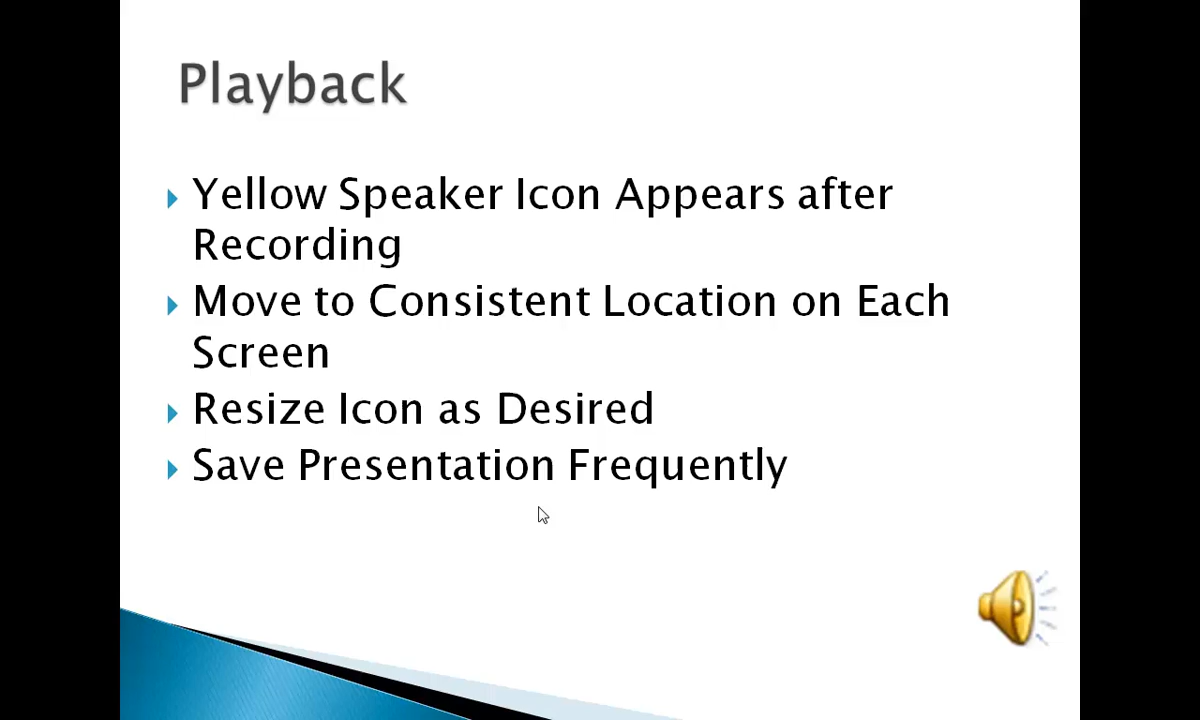 Playback
Yellow Speaker Icon Appears after
Recording
Move to Consistent Location on Each
Screen
Resize Icon as Desired
Save Presentation Frequently